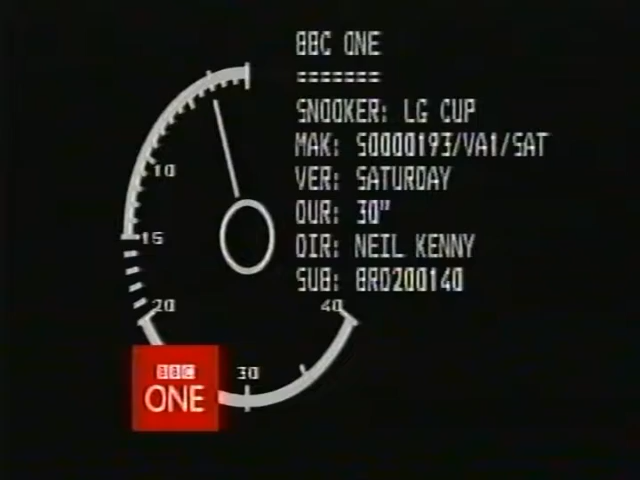 BBC ONE
=======
SNOOKER: LG CUP
MAK: S0000193/VA1/SAT
VER: SATURDAY
DUR: 30"
DIR: NEIL KENNY
SUB: BRD200140
10
15
20
40
30
BBC
ONE